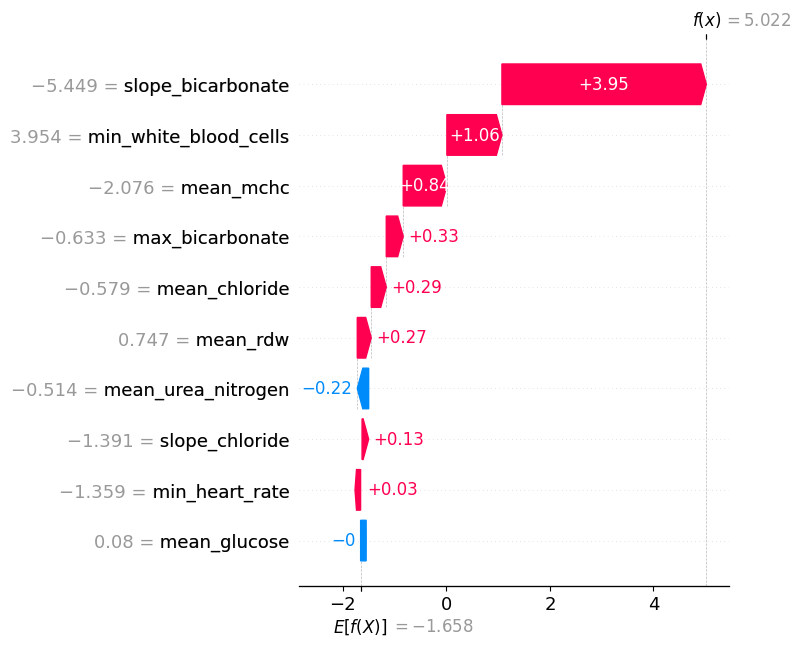 f(x) = 5.022
−5.449 = slope_bicarbonate
+3.95
3.954 = min_white_blood_cells
+1.06
−2.076 = mean_mchc
+0.84
−0.633 = max_bicarbonate
+0.33
−0.579 = mean_chloride
+0.29
0.747 = mean_rdw
+0.27
−0.514 = mean_urea_nitrogen
−0.22
−1.391 = slope_chloride
+0.13
−1.359 = min_heart_rate
+0.03
0.08 = mean_glucose
−0
−2 0 2 4
E[f(X)] = −1.658